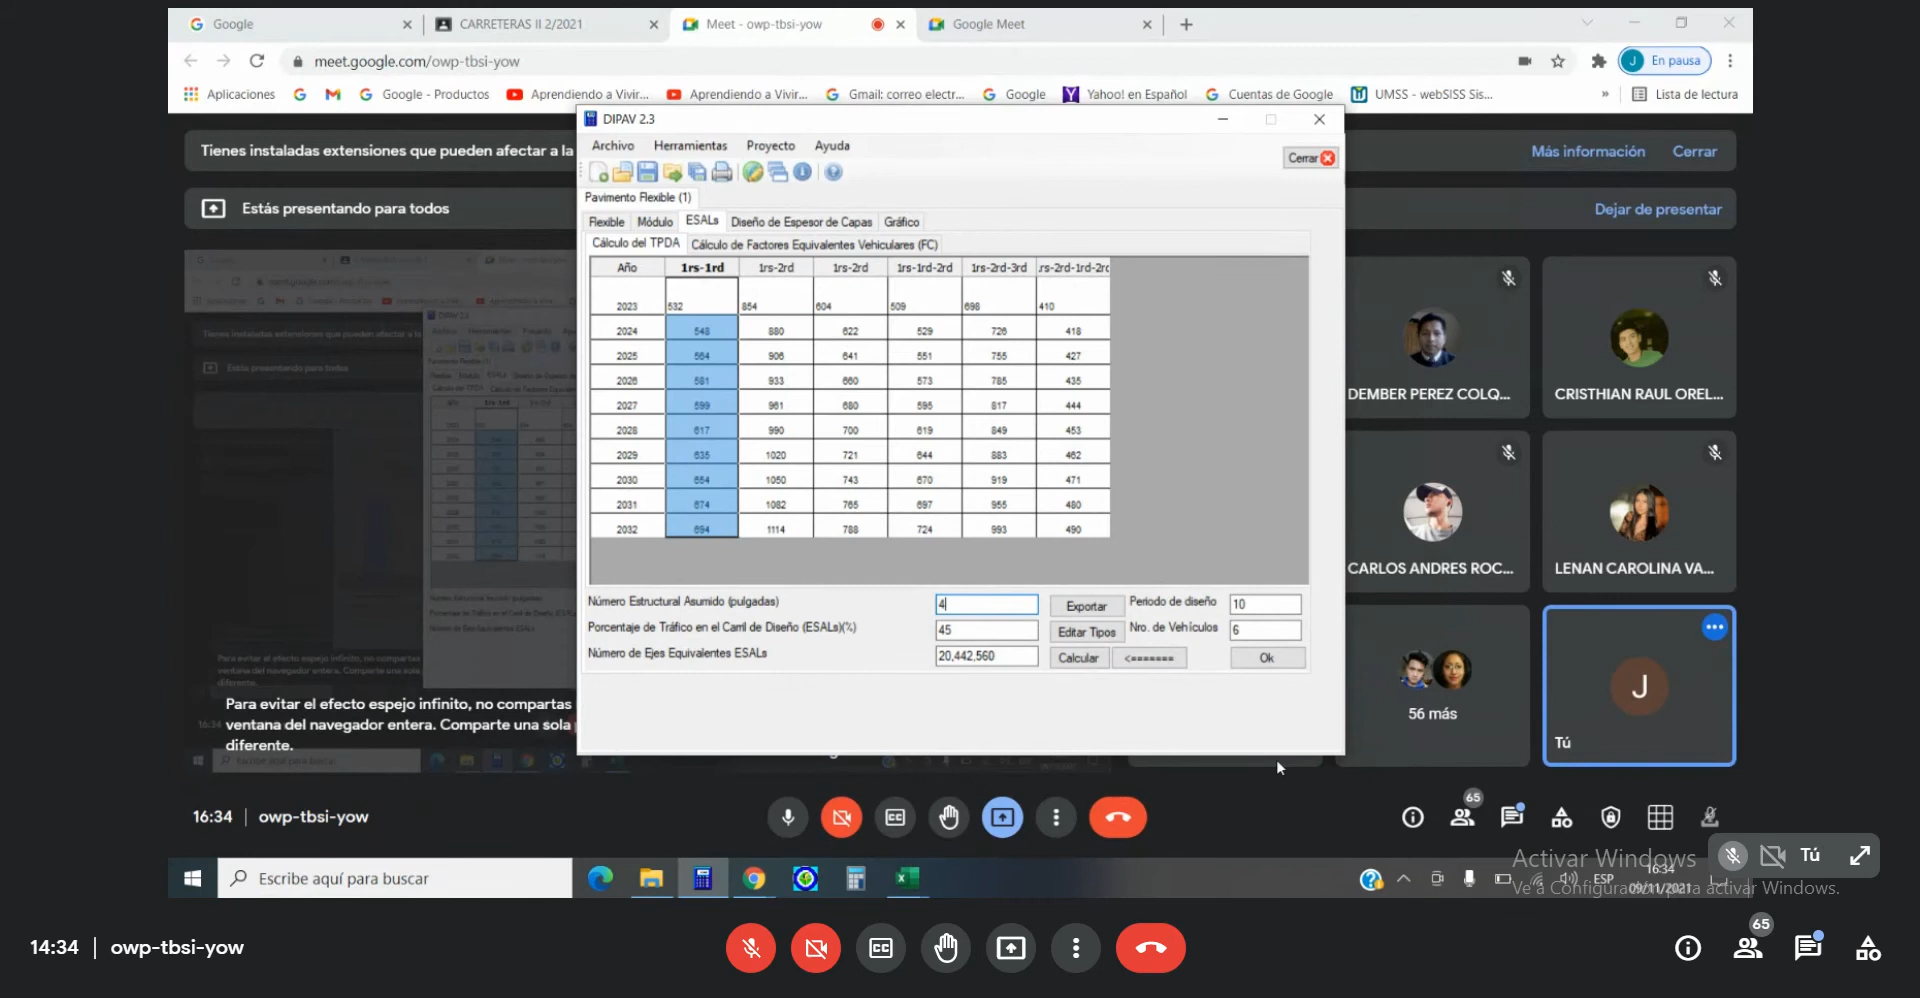 Google
CARRETERAS II 2/2021
Meet - owp-tbsi-yow
Google Meet
meet.google.com/owp-tbsi-yow
J En pausa
Aplicaciones
Google - Productos
Aprendiendo a Vivir...
Aprendiendo a Vivir...
Gmail: correo electr...
Google
Yahoo! en Español
Cuentas de Google
UMSS - webSISS Sis...
»
Lista de lectura
Tienes instaladas extensiones que pueden afectar a la
Más información
Cerrar
Estás presentando para todos
Dejar de presentar
DIPAV 2.3
Archivo Herramientas Proyecto Ayuda
Cerrar
Pavimento Flexible (1)
Flexible Módulo ESALs Diseño de Espesor de Capas Gráfico
Cálculo del TPDA Cálculo de Factores Equivalentes Vehiculares (FC)
Año 1rs-1rd 1rs-2rd 1rs-2rd 1rs-1rd-2rd 1rs-2rd-3rd .rs-2rd-1rd-2rc
2023 532 854 604 509 698 410
2024 548 880 622 529 726 418
2025 564 906 641 551 755 427
2026 581 933 660 573 785 435
2027 599 961 680 595 817 444
2028 617 990 700 619 849 453
2029 635 1020 721 644 883 462
2030 654 1050 743 670 919 471
2031 674 1082 765 697 955 480
2032 694 1114 788 724 993 490
Número Estructural Asumido (pulgadas) 4 Exportar Periodo de diseño 10
Porcentaje de Tráfico en el Carril de Diseño (ESALs)(%) 45 Editar Tipos Nro. de Vehículos 6
Número de Ejes Equivalentes ESALs 20,442,560 Calcular <======= Ok
DEMBER PEREZ COLQ...
CRISTHIAN RAUL OREL...
CARLOS ANDRES ROC...
LENAN CAROLINA VA...
56 más
J
Tú
Para evitar el efecto espejo infinito, no compartas
ventana del navegador entera. Comparte una sola
diferente.
16:34 | owp-tbsi-yow
65
Escribe aquí para buscar
ESP
16:34
09/11/2021
Activar Windows
Ve a Configuración para activar Windows.
Tú
14:34 | owp-tbsi-yow
65